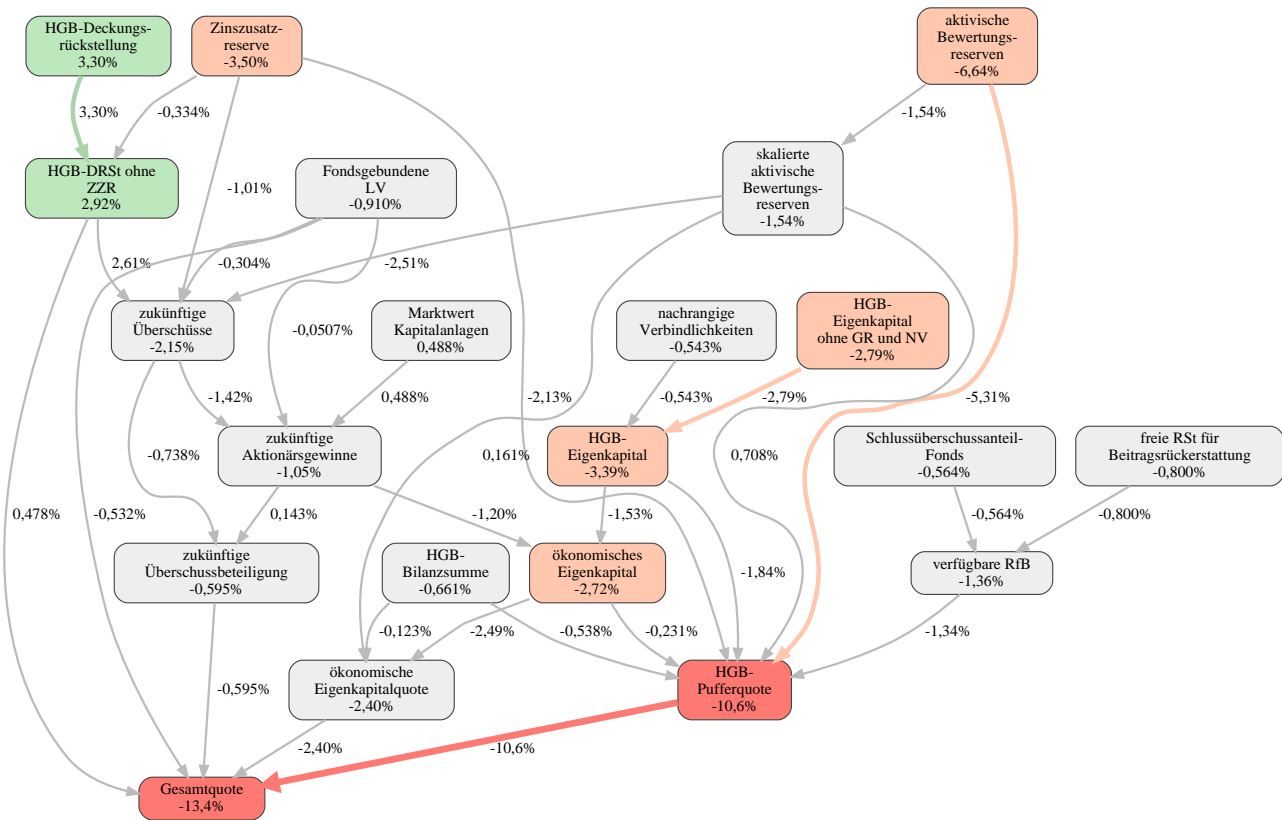 HGB-Deckungs-
rückstellung
3,30%
Zinszusatz-
reserve
-3,50%
aktivische
Bewertungs-
reserven
-6,64%
3,30%
-0,334%
-1,54%
HGB-DRSt ohne
ZZR
2,92%
-1,01%
Fondsgebundene
LV
-0,910%
skalierte
aktivische
Bewertungs-
reserven
-1,54%
2,61%
-0,304%
-2,51%
zukünftige
Überschüsse
-2,15%
-0,0507%
Marktwert
Kapitalanlagen
0,488%
nachrangige
Verbindlichkeiten
-0,543%
HGB-
Eigenkapital
ohne GR und NV
-2,79%
-1,42%
0,488%
-2,13%
-0,543%
-2,79%
-5,31%
-0,738%
zukünftige
Aktionärsgewinne
-1,05%
0,161%
HGB-
Eigenkapital
-3,39%
0,708%
Schlussüberschussanteil-
Fonds
-0,564%
freie RSt für
Beitragsrückerstattung
-0,800%
0,478%
-0,532%
0,143%
-1,20%
-1,53%
-0,564%
-0,800%
zukünftige
Überschussbeteiligung
-0,595%
HGB-
Bilanzsumme
-0,661%
ökonomisches
Eigenkapital
-2,72%
-1,84%
verfügbare RfB
-1,36%
-0,123%
-2,49%
-0,538%
-0,231%
-1,34%
-0,595%
ökonomische
Eigenkapitalquote
-2,40%
HGB-
Pufferquote
-10,6%
-2,40%
-10,6%
Gesamtquote
-13,4%